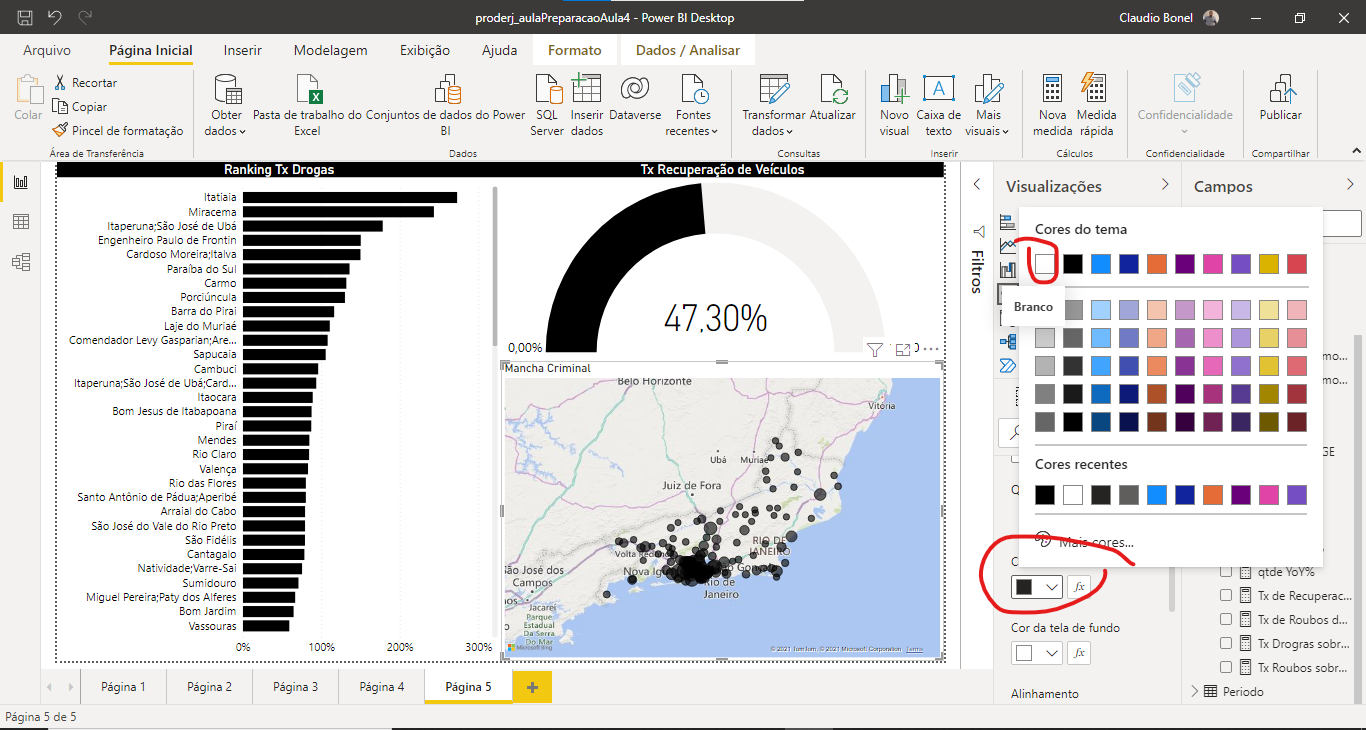 proderj_aulaPreparacaoAula4 - Power BI Desktop
Claudio Bonel
Arquivo
Página Inicial
Inserir
Modelagem
Exibição
Ajuda
Formato
Dados / Analisar
Colar
Recortar
Copiar
Pincel de formatação
Área de Transferência
Obter dados
Pasta de trabalho do Excel
Conjuntos de dados do Power BI
SQL Server
Inserir dados
Dataverse
Fontes recentes
Dados
Transformar dados
Atualizar
Consultas
Novo visual
Caixa de texto
Mais visuais
Inserir
Nova medida
Medida rápida
Cálculos
Confidencialidade
Confidencialidade
Publicar
Compartilhar
Ranking Tx Drogas
Itatiaia
Miracema
Itaperuna;São José de Ubá
Engenheiro Paulo de Frontin
Cardoso Moreira;Italva
Paraíba do Sul
Carmo
Porciúncula
Barra do Piraí
Laje do Muriaé
Comendador Levy Gasparian;Are...
Sapucaia
Cambuci
Itaperuna;São José de Ubá;Card...
Itaocara
Bom Jesus de Itabapoana
Piraí
Mendes
Rio Claro
Valença
Rio das Flores
Santo Antônio de Pádua;Aperibé
Arraial do Cabo
São José do Vale do Rio Preto
São Fidélis
Cantagalo
Natividade;Varre-Sai
Sumidouro
Miguel Pereira;Paty dos Alferes
Bom Jardim
Vassouras
0%
100%
200%
300%
Tx Recuperação de Veículos
47,30%
0,00%
Mancha Criminal
Belo Horizonte
Vitória
Ubá
Muriaé
Juiz de Fora
RIO DE JANEIRO
Volta Redonda
São José dos Campos
Rio de Janeiro
Jacareí
Parque Estadual Da Serra Do Mar
Microsoft Bing
© 2021 TomTom, © 2021 Microsoft Corporation Terms
Filtros
Visualizações
Campos
Cores do tema
Branco
Cores recentes
Mais cores...
Cor da tela de fundo
Alinhamento
qtde YoY%
Tx de Recuperac...
Tx de Roubos d...
Tx Drogas sobr...
Tx Roubos sobr...
Periodo
Página 1
Página 2
Página 3
Página 4
Página 5
Página 5 de 5